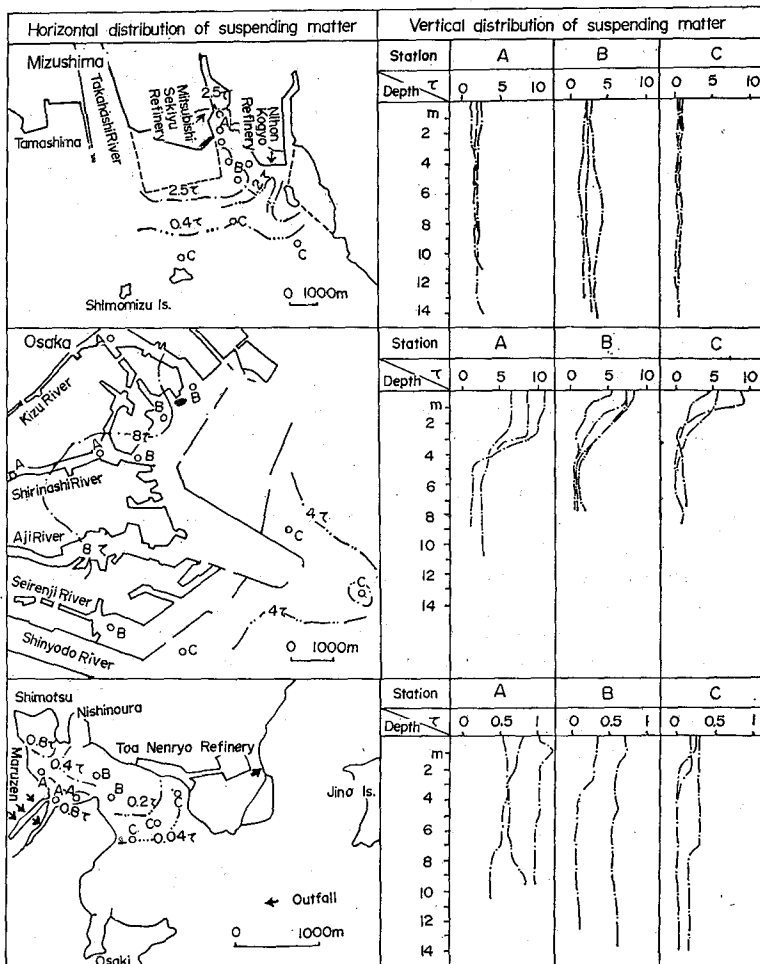 Horizontal distribution of suspending matter
Vertical distribution of suspending matter
Station A B C
Depth τ 0 5 10 0 5 10 0 5 10
m
2
4
6
8
10
12
14
Mizushima
Takahashi River
Tamashima
Mitsubishi
Sekiyu
Refinery
Nihon
Kogyo
Refinery
2.5τ
A
B
2τ
2.5τ
0.4τ
C
C
C
Shimomizu Is.
0 1000m
Station A B C
Depth τ 0 5 10 0 5 10 0 5 10
m
2
4
6
8
10
12
14
Osaka
A
Kizu River
B
B
8τ
A
A
B
Shirinashi River
Aji River
8τ
4τ
C
Seirenji River
C
B
4τ
Shinyodo River
C
0 1000m
Station A B C
Depth τ 0 0.5 1 0 0.5 1 0 0.5 1
m
2
4
6
8
10
12
14
Shimotsu
Nishinoura
0.8τ
Toa Nenryo Refinery
0.4τ
Maruzen
A
B
A
A
B
0.2τ
C
0.8τ
C
C
0.04τ
Jino Is.
Outfall
0 1000m
Osaki